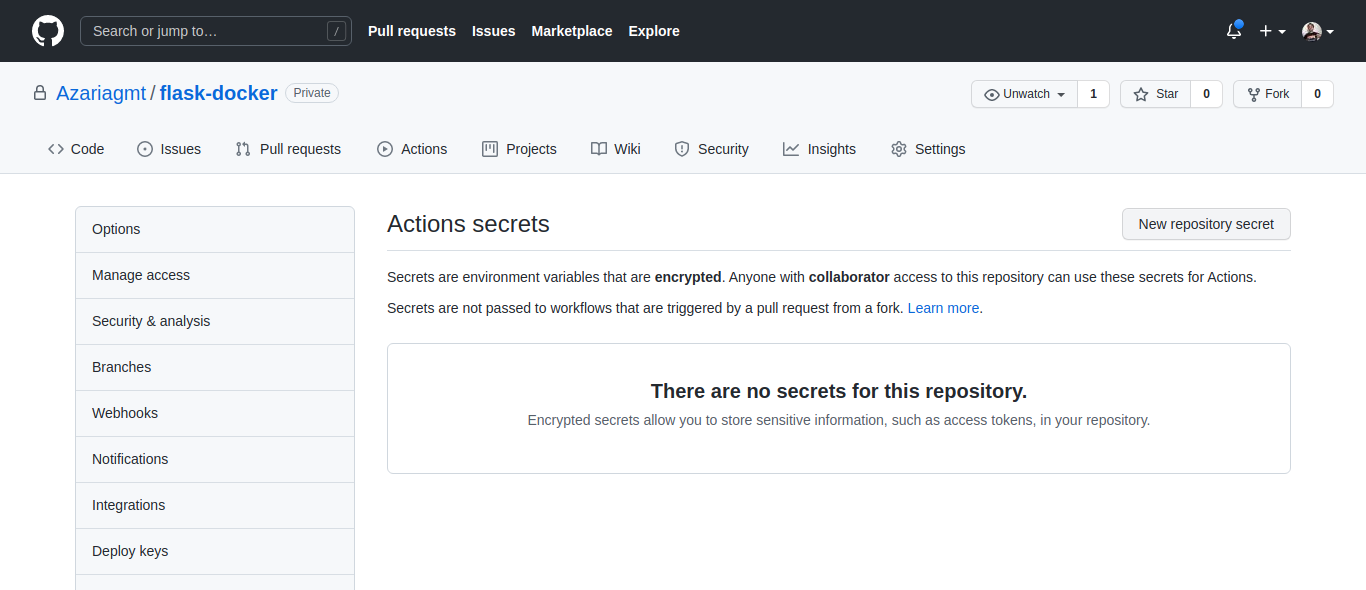 Search or jump to… /
Pull requests Issues Marketplace Explore
Azariagmt / flask-docker Private
Unwatch 1 Star 0 Fork 0
Code Issues Pull requests Actions Projects Wiki Security Insights Settings
Options
Manage access
Security & analysis
Branches
Webhooks
Notifications
Integrations
Deploy keys
Actions secrets
New repository secret
Secrets are environment variables that are encrypted. Anyone with collaborator access to this repository can use these secrets for Actions.
Secrets are not passed to workflows that are triggered by a pull request from a fork. Learn more.
There are no secrets for this repository.
Encrypted secrets allow you to store sensitive information, such as access tokens, in your repository.